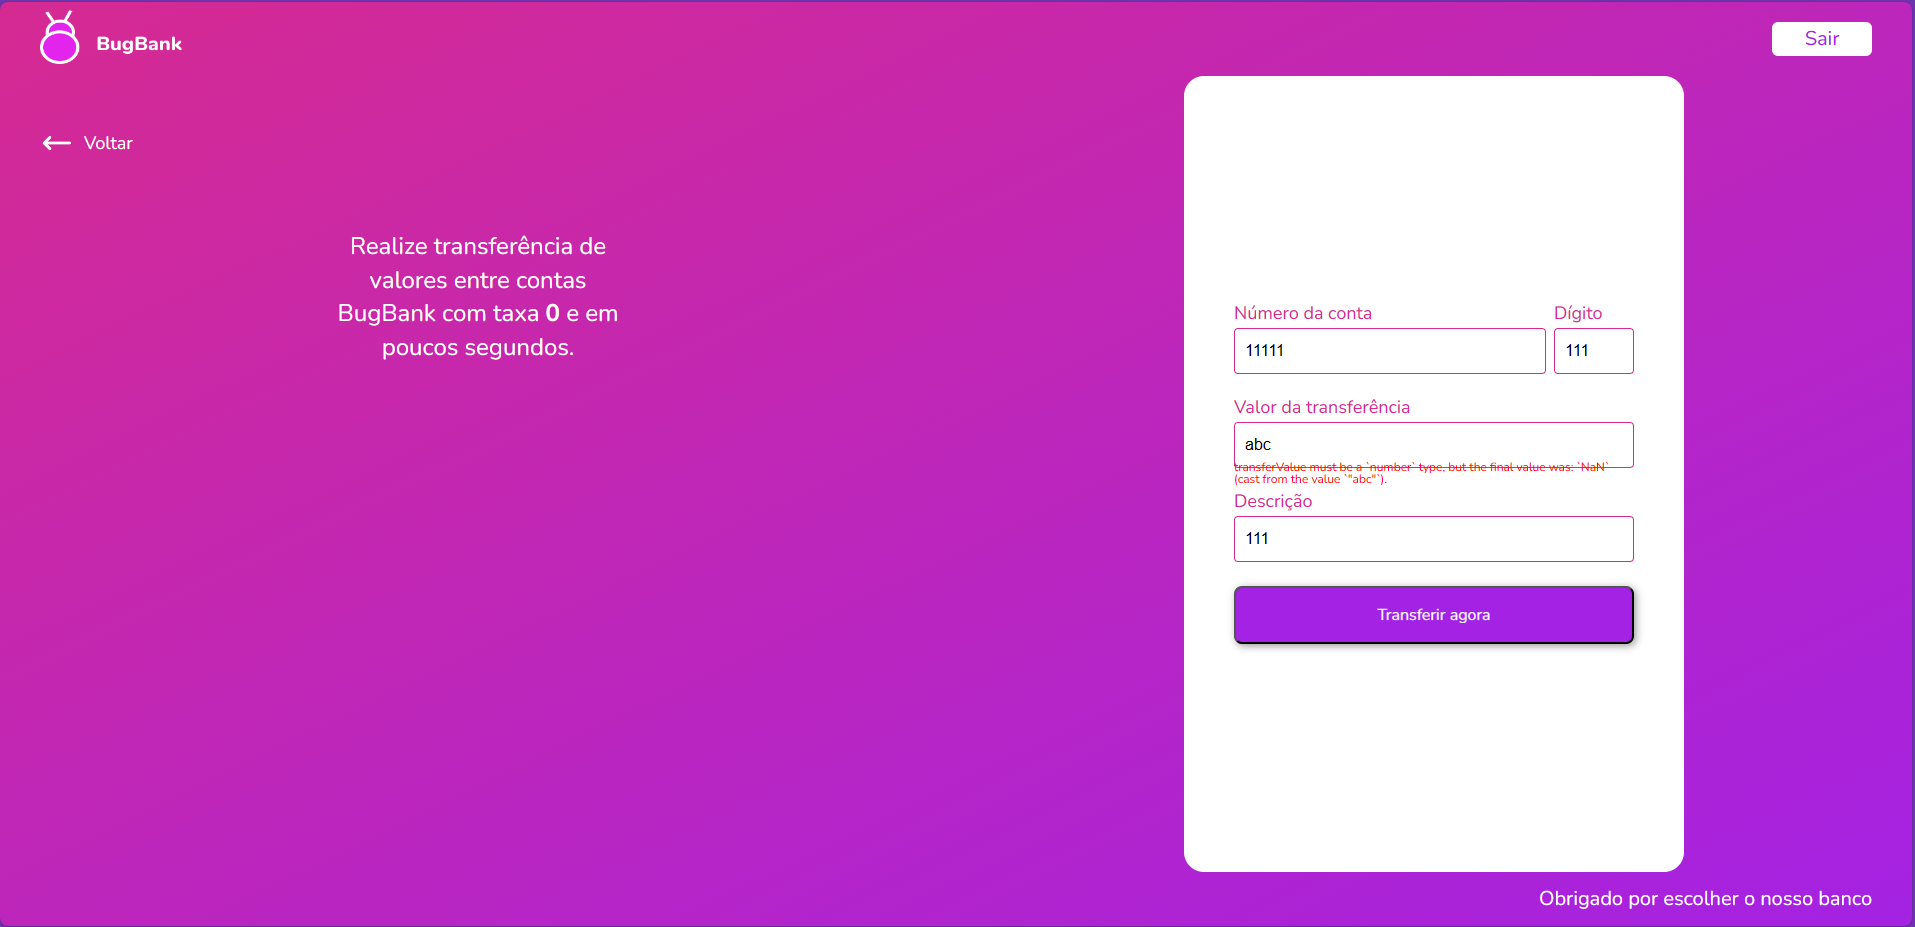 BugBank
Sair
Voltar
Realize transferência de
valores entre contas
BugBank com taxa 0 e em
poucos segundos.
Número da conta
Dígito
11111
111
Valor da transferência
abc
transferValue must be a `number` type, but the final value was: `NaN`
(cast from the value `"abc"`).
Descrição
111
Transferir agora
Obrigado por escolher o nosso banco